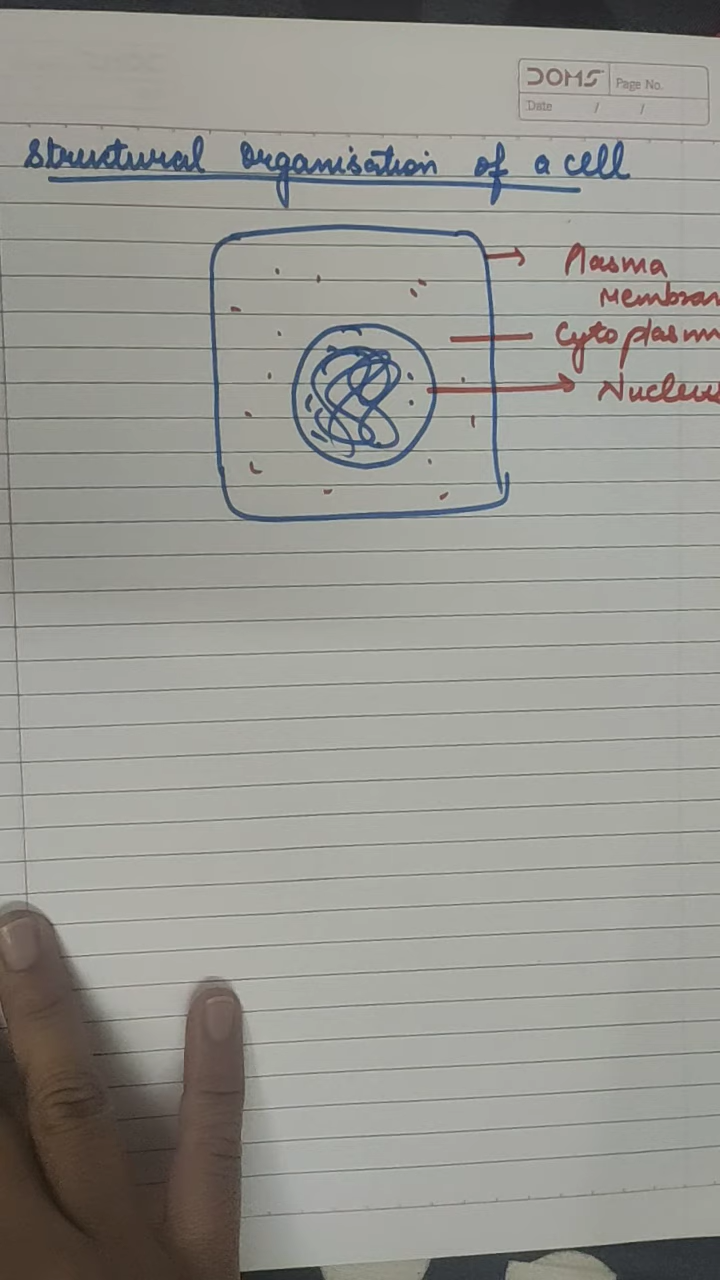 DOMS Page No.
Date / /
Structural Organisation of a cell
Plasma
Membran
Cytoplasm
Nucleus